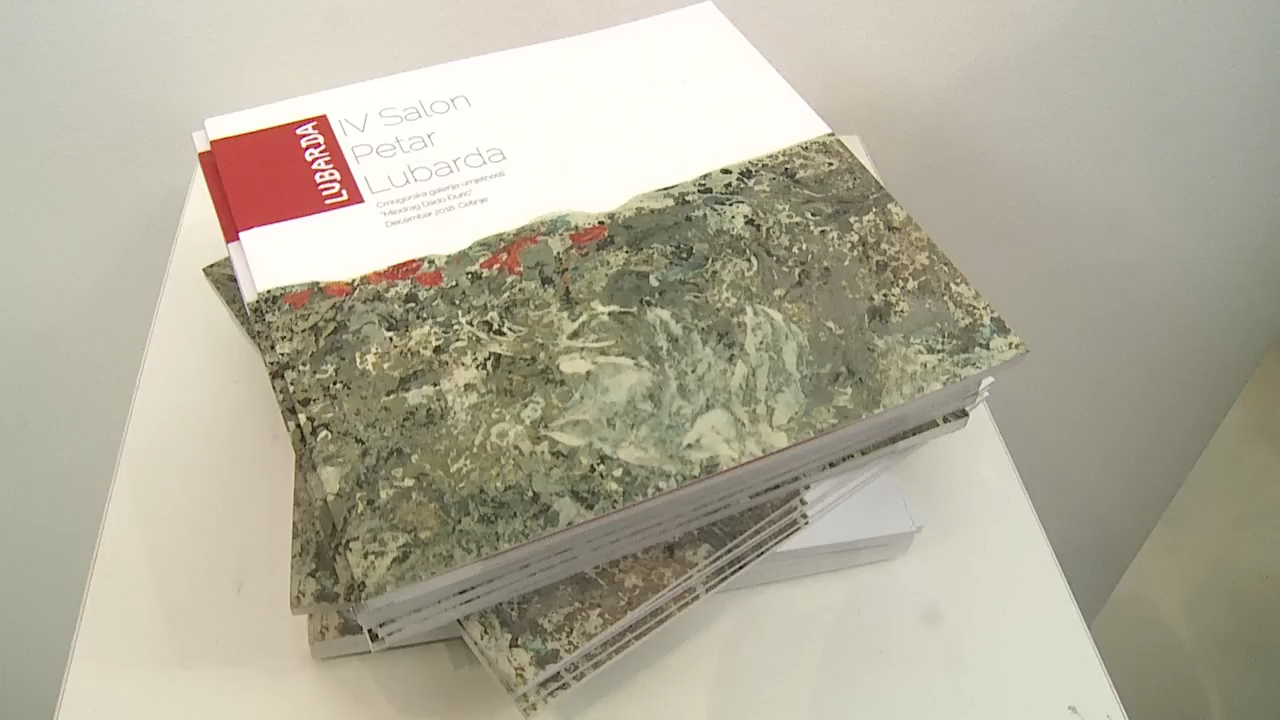 LUBARDA
IV Salon
Petar
Lubarda
Crnogorska galerija umjetnosti
"Miodrag Dado Đurić"
Decembar 2018. Cetinje